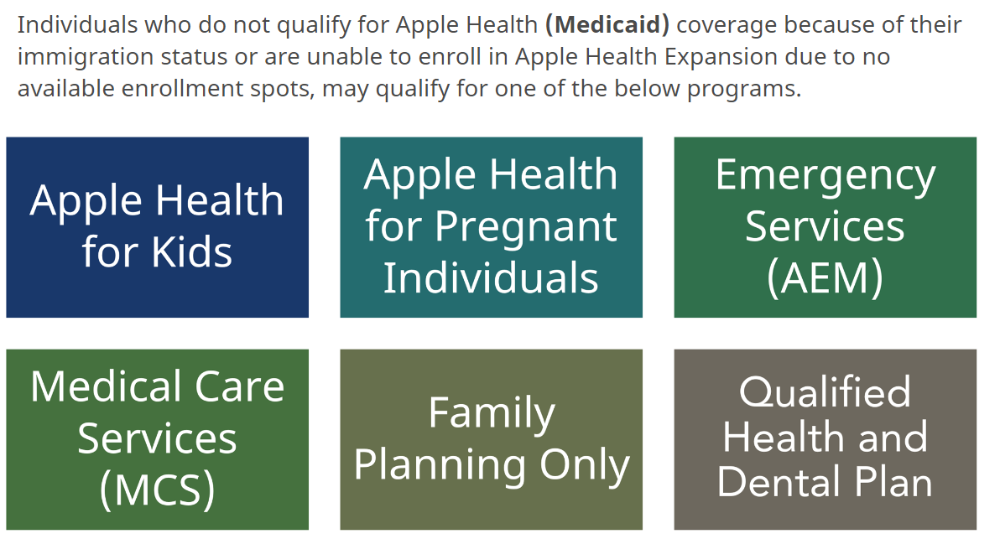 Individuals who do not qualify for Apple Health (Medicaid) coverage because of their
immigration status or are unable to enroll in Apple Health Expansion due to no
available enrollment spots, may qualify for one of the below programs.
Apple Health
for Kids
Apple Health
for Pregnant
Individuals
Emergency
Services
(AEM)
Medical Care
Services
(MCS)
Family
Planning Only
Qualified
Health and
Dental Plan